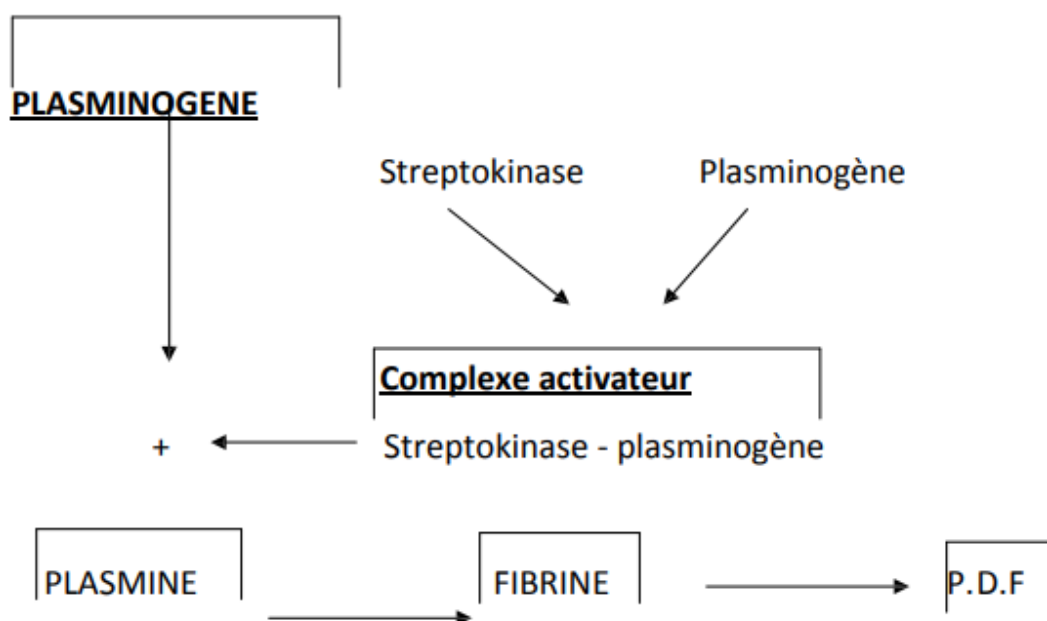 PLASMINOGENE
Streptokinase Plasminogène
Complexe activateur
+ Streptokinase - plasminogène
PLASMINE FIBRINE P.D.F